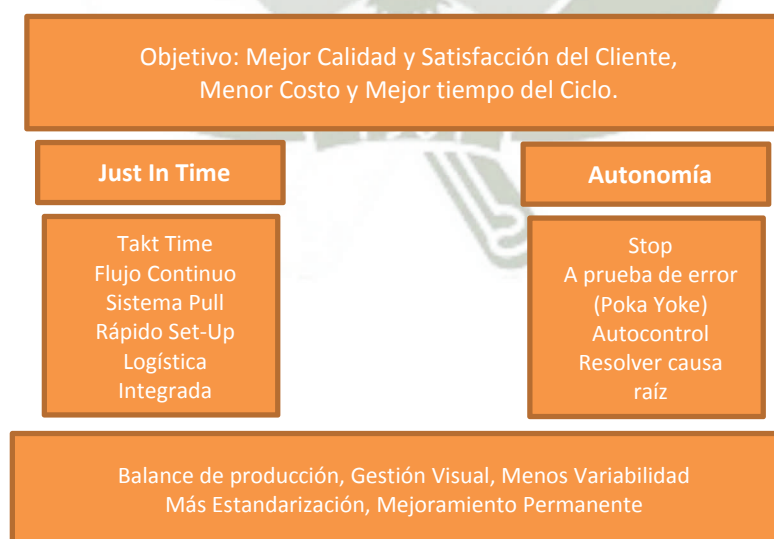 Objetivo: Mejor Calidad y Satisfacción del Cliente,
Menor Costo y Mejor tiempo del Ciclo.
Just In Time
Takt Time
Flujo Continuo
Sistema Pull
Rápido Set-Up
Logística
Integrada
Autonomía
Stop
A prueba de error
(Poka Yoke)
Autocontrol
Resolver causa
raíz
Balance de producción, Gestión Visual, Menos Variabilidad
Más Estandarización, Mejoramiento Permanente